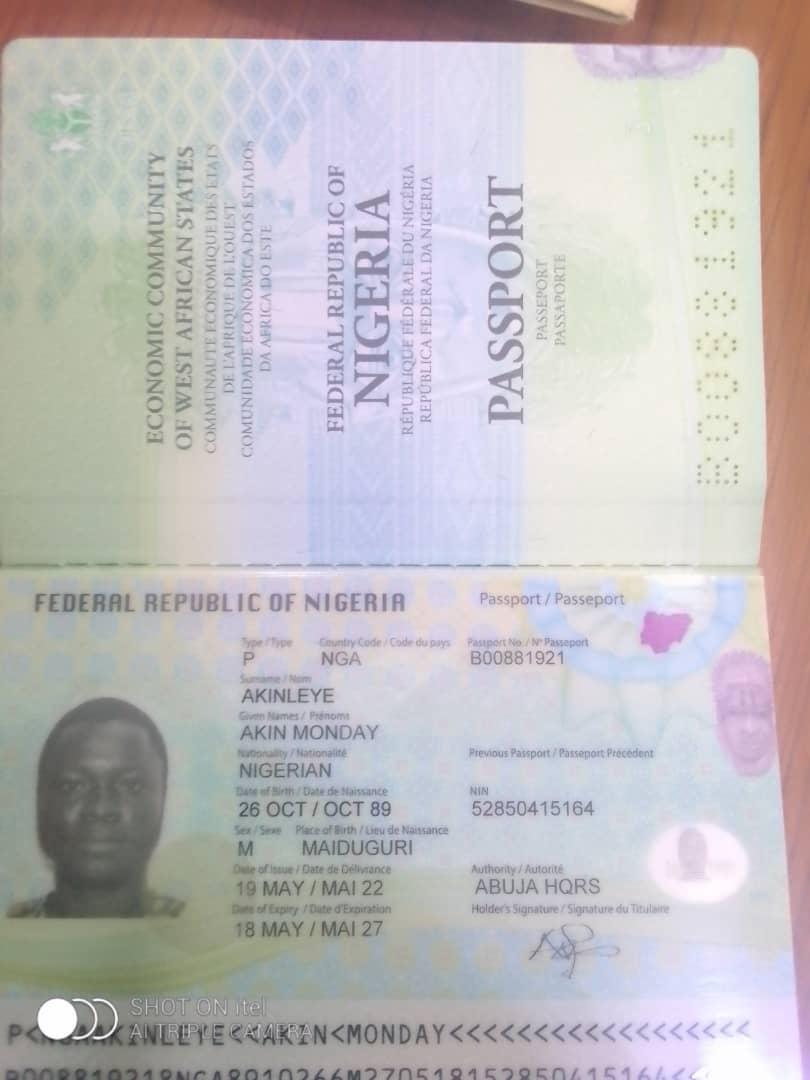 ECONOMIC COMMUNITY
OF WEST AFRICAN STATES
COMMUNAUTE ECONOMIQUE DES ETATS
DE L'AFRIQUE DE L'OUEST
COMUNIDADE ECONOMICA DOS ESTADOS
DA AFRICA DO ESTE
FEDERAL REPUBLIC OF
NIGERIA
RÉPUBLIQUE FÉDÉRALE DU NIGÉRIA
REPÚBLICA FEDERAL DA NIGERIA
PASSPORT
PASSEPORT
PASSAPORTE
B00881921
FEDERAL REPUBLIC OF NIGERIA
Passport / Passeport
Type / Type Country Code / Code du pays Passport No. / Nº Passeport
P NGA B00881921
Surname / Nom
AKINLEYE
Given Names / Prénoms
AKIN MONDAY
Nationality / Nationalité Previous Passport / Passeport Précédent
NIGERIAN
Date of Birth / Date de Naissance NIN
26 OCT / OCT 89 52850415164
Sex / Sexe Place of Birth / Lieu de Naissance
M MAIDUGURI
Date of Issue / Date de Délivrance Authority / Autorité
19 MAY / MAI 22 ABUJA HQRS
Date of Expiry / Date d'Expiration Holder's Signature / Signature du Titulaire
18 MAY / MAI 27
SHOT ON itel
AI TRIPLE CAMERA
P<NGAAKINLEYE<<AKIN<MONDAY<<<<<<<<<<<<<<<<<<
B008819218NGA8910266M27051815285041516 4<<